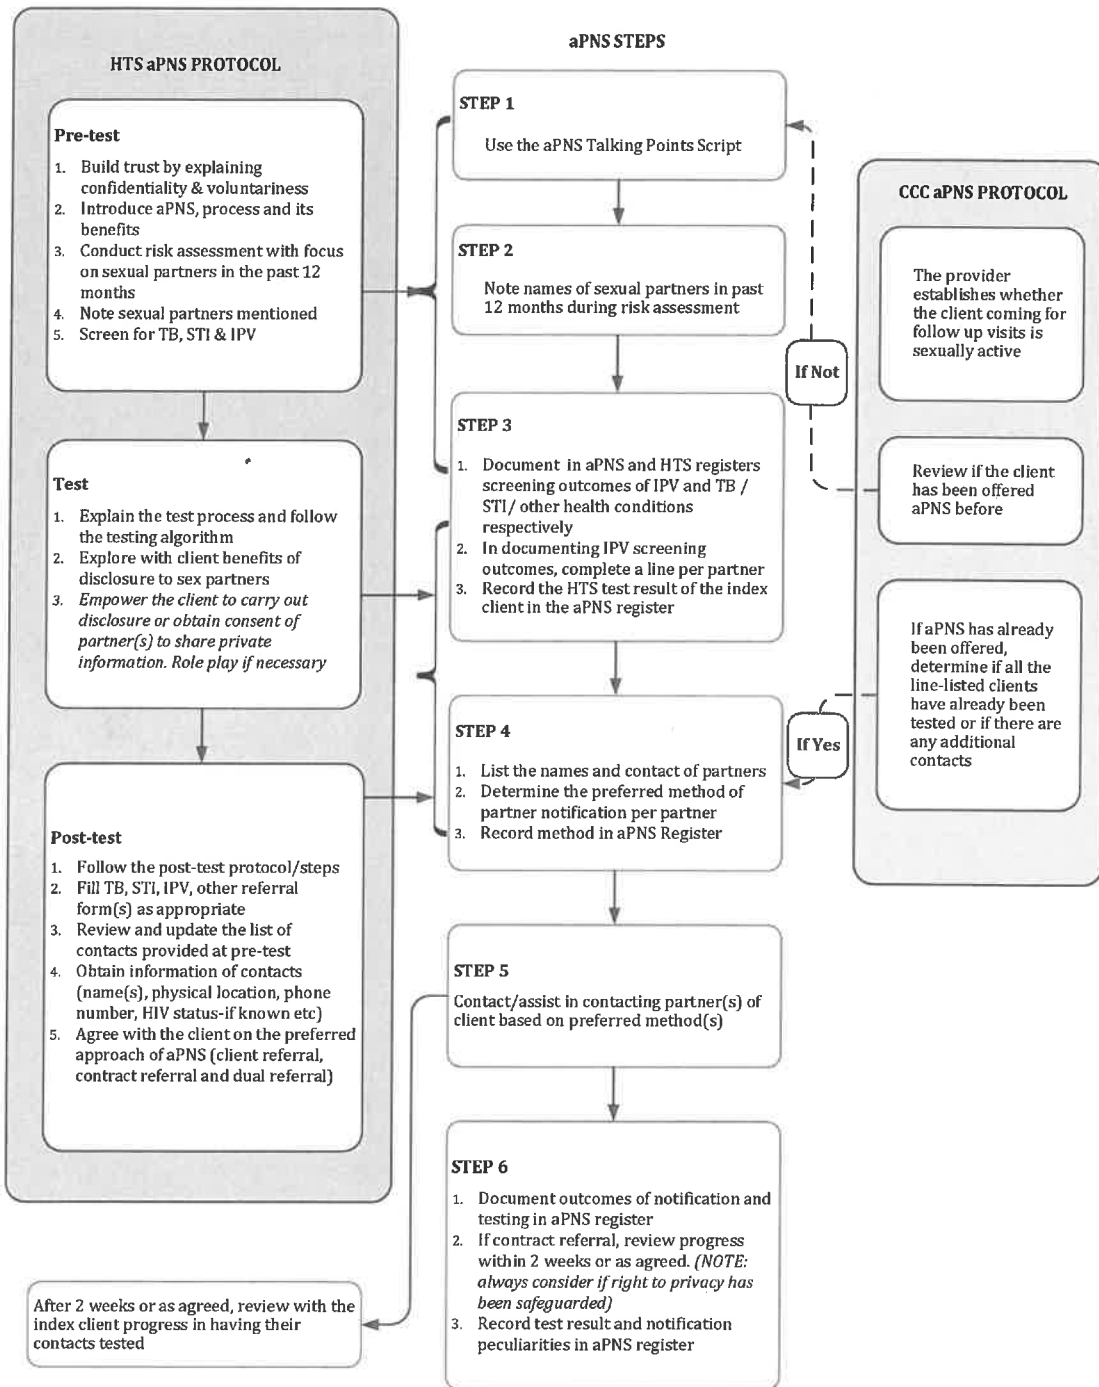 HTS aPNS PROTOCOL
Pre-test
1. Build trust by explaining
confidentiality & voluntariness
2. Introduce aPNS, process and its
benefits
3. Conduct risk assessment with focus
on sexual partners in the past 12
months
4. Note sexual partners mentioned
5. Screen for TB, STI & IPV
Test
1. Explain the test process and follow
the testing algorithm
2. Explore with client benefits of
disclosure to sex partners
3. Empower the client to carry out
disclosure or obtain consent of
partner(s) to share private
information. Role play if necessary
Post-test
1. Follow the post-test protocol/steps
2. Fill TB, STI, IPV, other referral
form(s) as appropriate
3. Review and update the list of
contacts provided at pre-test
4. Obtain information of contacts
(name(s), physical location, phone
number, HIV status-if known etc)
5. Agree with the client on the preferred
approach of aPNS (client referral,
contract referral and dual referral)
aPNS STEPS
STEP 1
Use the aPNS Talking Points Script
STEP 2
Note names of sexual partners in past
12 months during risk assessment
STEP 3
1. Document in aPNS and HTS registers
screening outcomes of IPV and TB /
STI/ other health conditions
respectively
2. In documenting IPV screening
outcomes, complete a line per partner
3. Record the HTS test result of the index
client in the aPNS register
STEP 4
1. List the names and contact of partners
2. Determine the preferred method of
partner notification per partner
3. Record method in aPNS Register
STEP 5
Contact/assist in contacting partner(s) of
client based on preferred method(s)
STEP 6
1. Document outcomes of notification and
testing in aPNS register
2. If contract referral, review progress
within 2 weeks or as agreed. (NOTE:
always consider if right to privacy has
been safeguarded)
3. Record test result and notification
peculiarities in aPNS register
After 2 weeks or as agreed, review with the
index client progress in having their
contacts tested
If Not
If Yes
CCC aPNS PROTOCOL
The provider
establishes whether
the client coming for
follow up visits is
sexually active
Review if the client
has been offered
aPNS before
If aPNS has already
been offered,
determine if all the
line-listed clients
have already been
tested or if there are
any additional
contacts